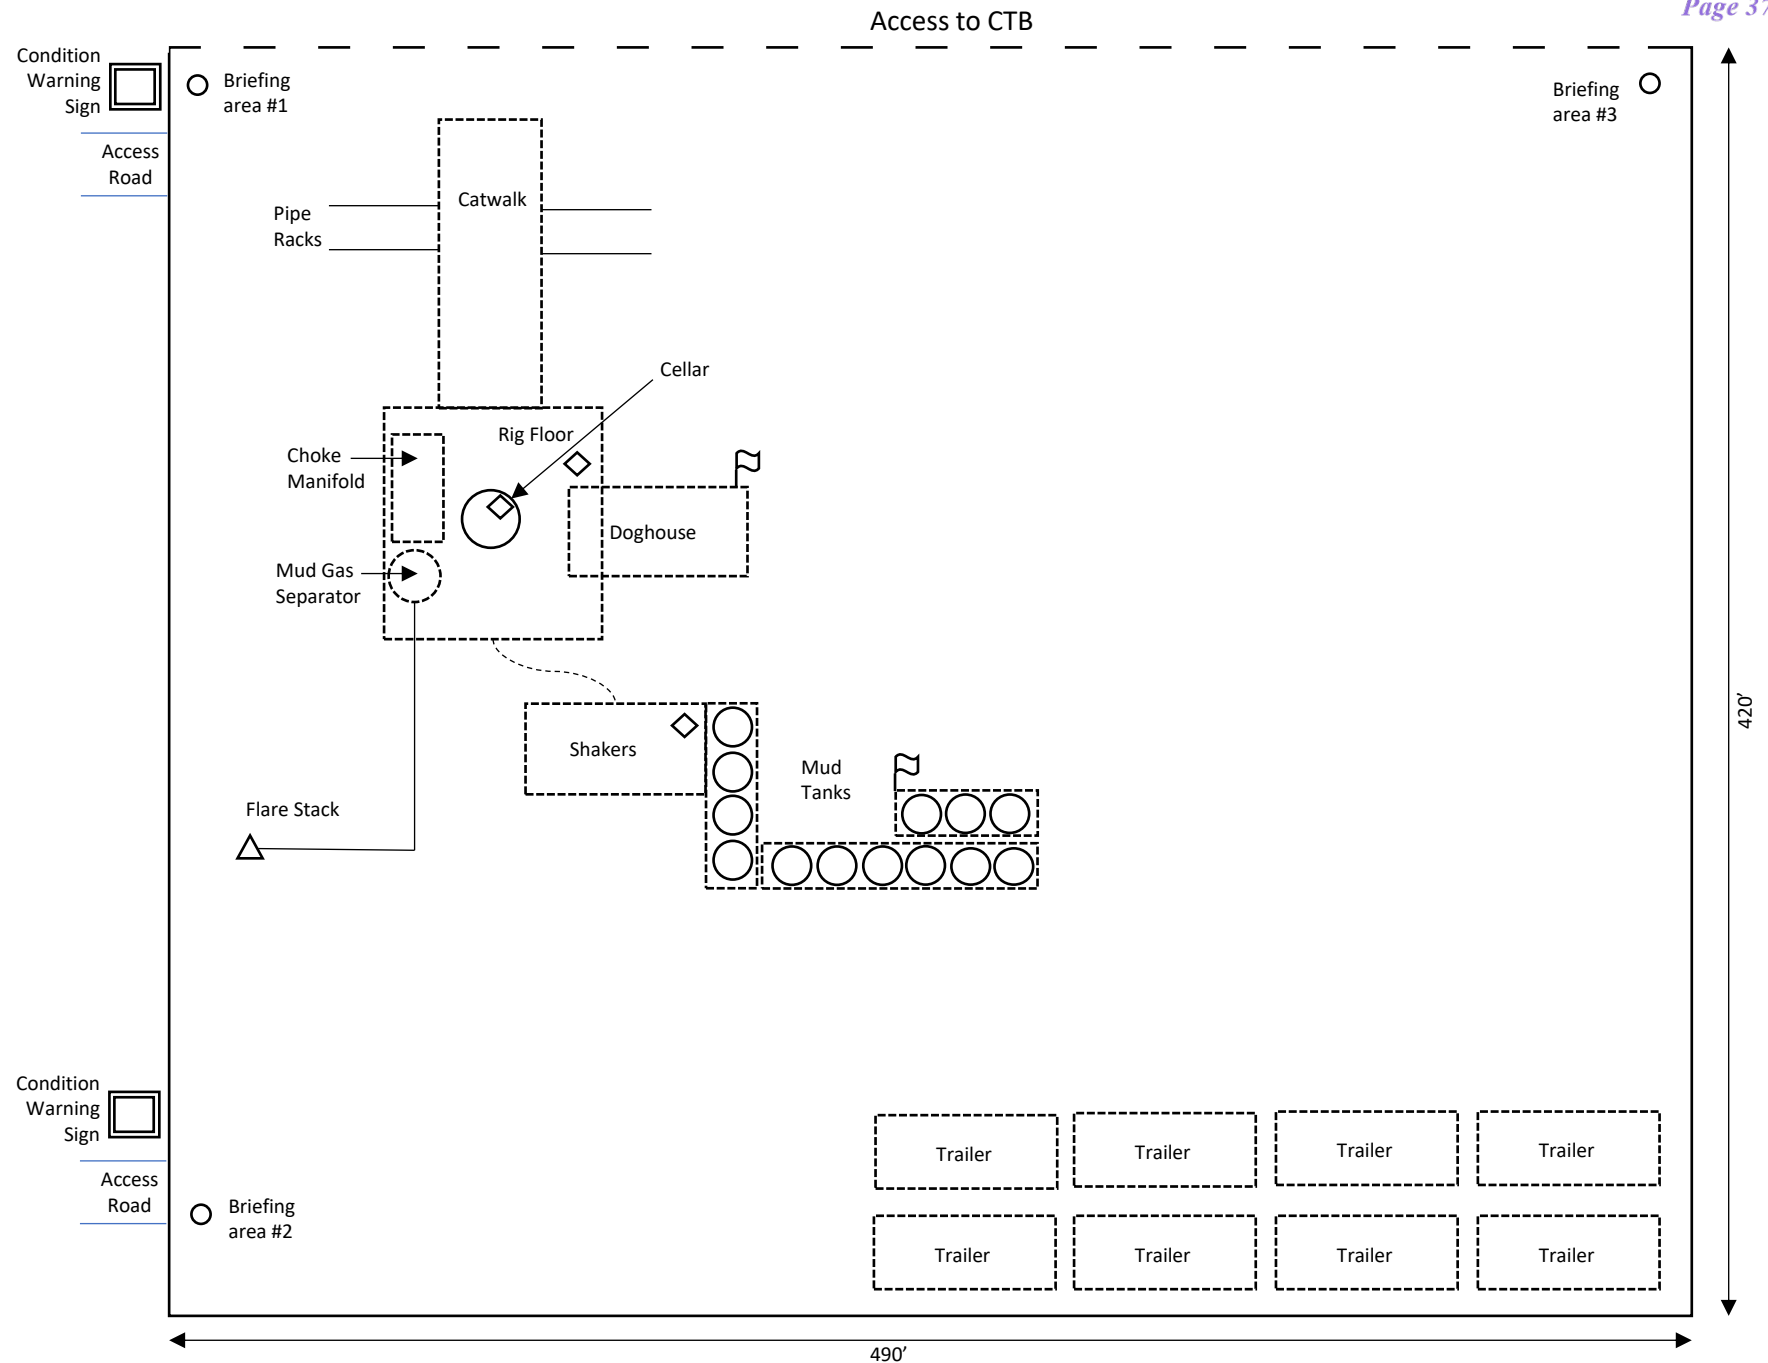 Page 37
Access to CTB
Condition
Warning
Sign
Briefing
area #1
Briefing
area #3
Access
Road
Catwalk
Pipe
Racks
Cellar
Rig Floor
Choke
Manifold
Doghouse
Mud Gas
Separator
420’
Shakers
Mud
Tanks
Flare Stack
Condition
Warning
Sign
Access
Road
Briefing
area #2
Trailer
Trailer
Trailer
Trailer
Trailer
Trailer
Trailer
Trailer
490’